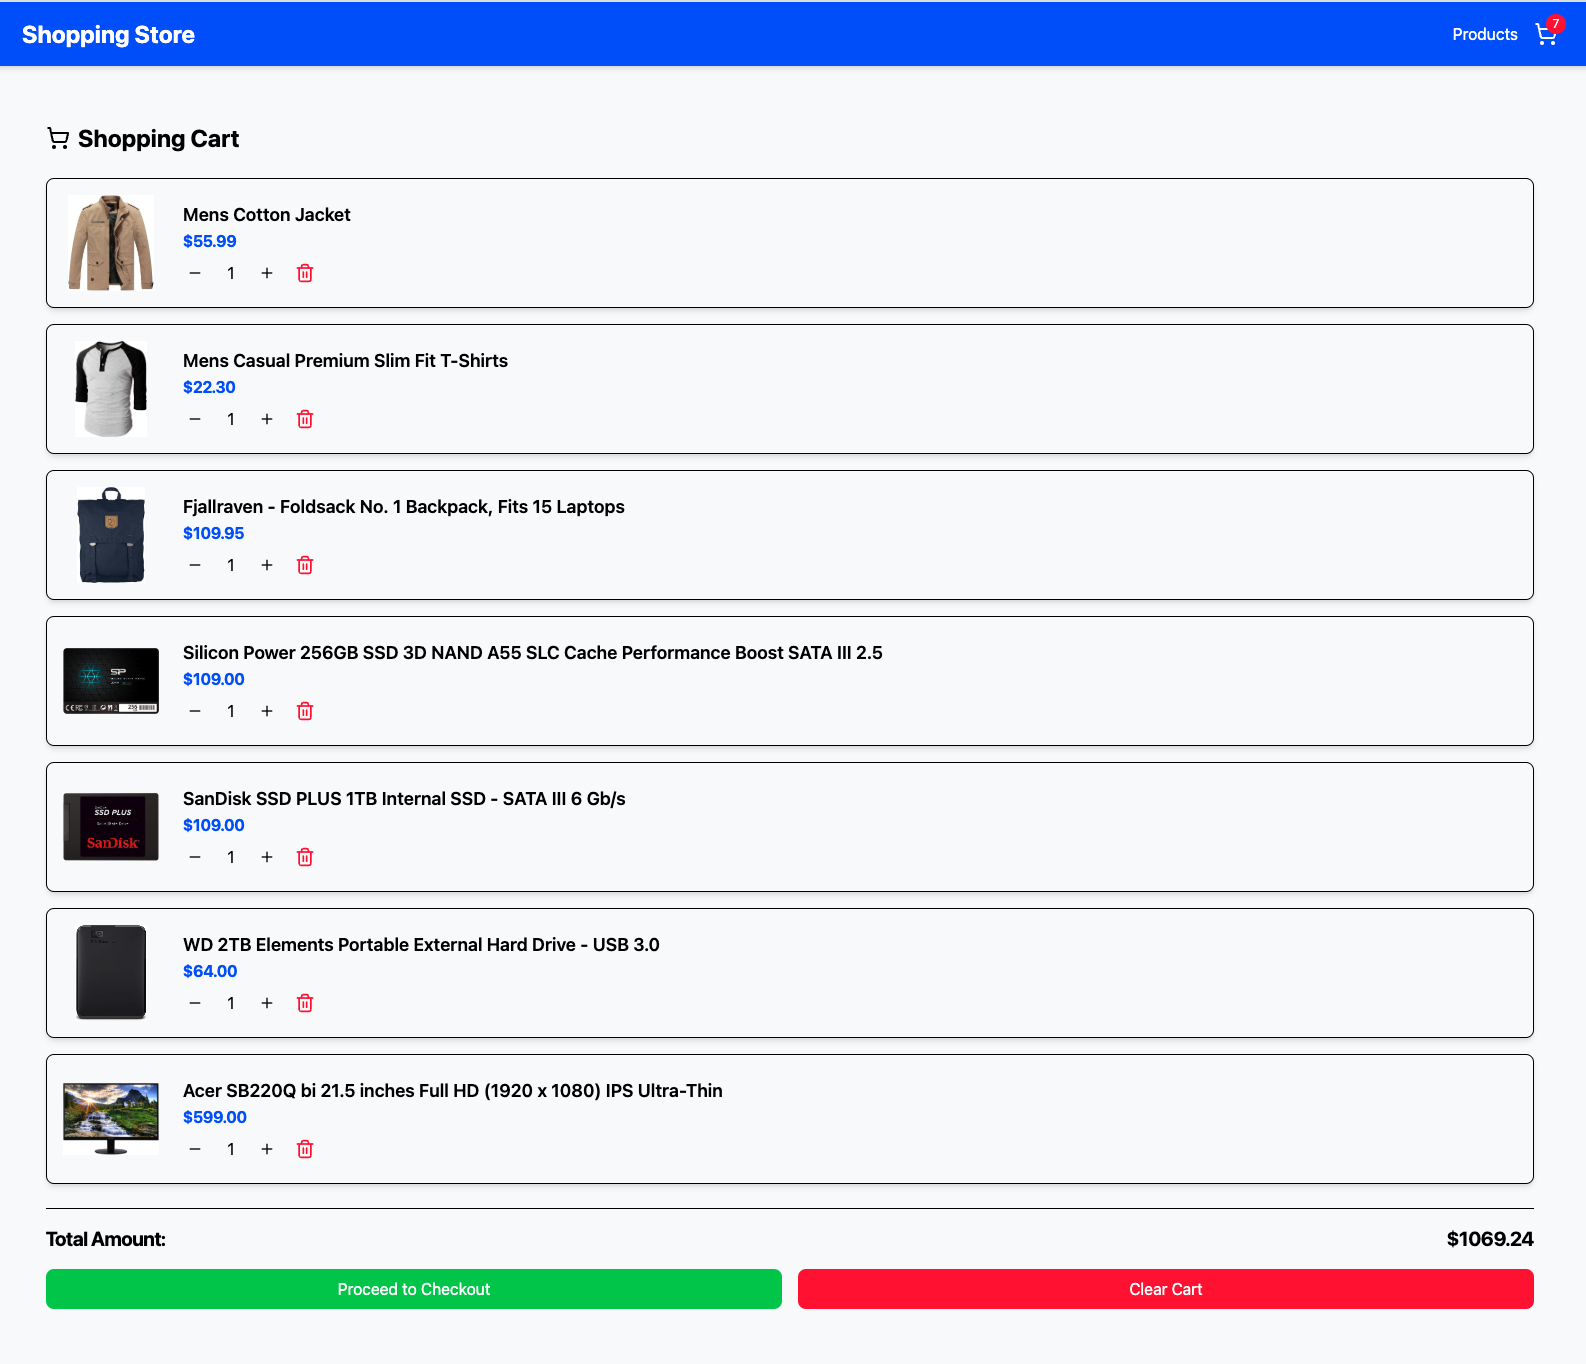 Shopping Store
Products
7
Shopping Cart
Mens Cotton Jacket
$55.99
− 1 +
Mens Casual Premium Slim Fit T-Shirts
$22.30
− 1 +
Fjallraven - Foldsack No. 1 Backpack, Fits 15 Laptops
$109.95
− 1 +
SP
256
Silicon Power 256GB SSD 3D NAND A55 SLC Cache Performance Boost SATA III 2.5
$109.00
− 1 +
SSD PLUS
SanDisk
SanDisk SSD PLUS 1TB Internal SSD - SATA III 6 Gb/s
$109.00
− 1 +
WD 2TB Elements Portable External Hard Drive - USB 3.0
$64.00
− 1 +
Acer SB220Q bi 21.5 inches Full HD (1920 x 1080) IPS Ultra-Thin
$599.00
− 1 +
Total Amount:
$1069.24
Proceed to Checkout
Clear Cart